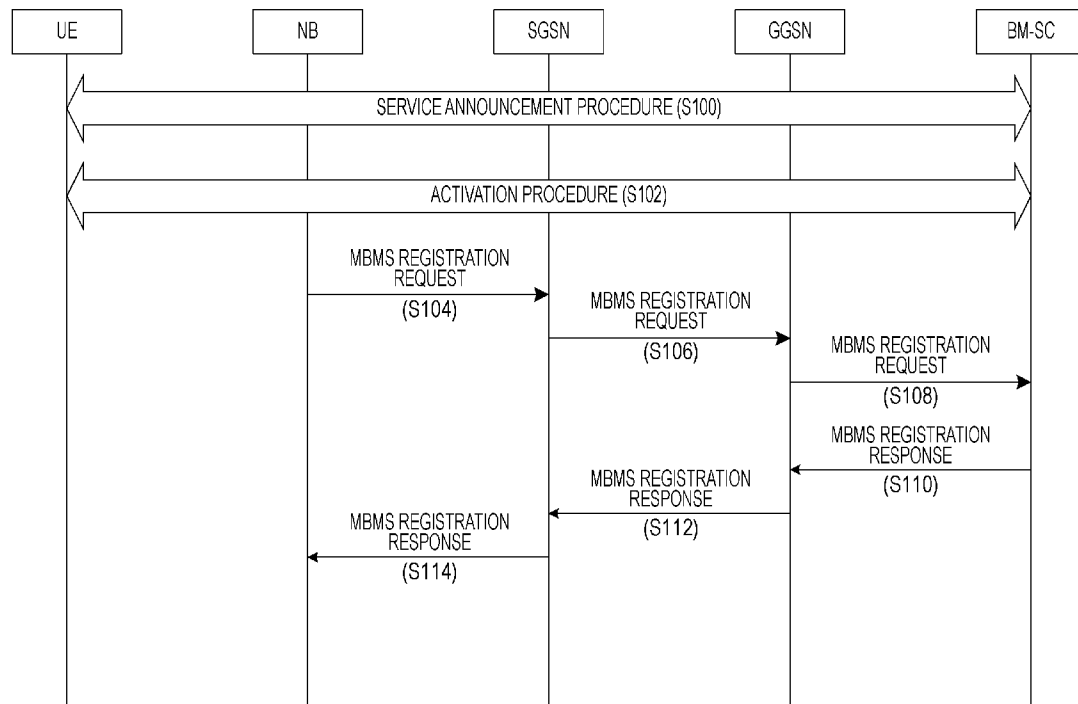 UE
NB
SGSN
GGSN
BM-SC
SERVICE ANNOUNCEMENT PROCEDURE (S100)
ACTIVATION PROCEDURE (S102)
MBMS REGISTRATION
REQUEST
(S104)
MBMS REGISTRATION
REQUEST
(S106)
MBMS REGISTRATION
REQUEST
(S108)
MBMS REGISTRATION
RESPONSE
(S110)
MBMS REGISTRATION
RESPONSE
(S112)
MBMS REGISTRATION
RESPONSE
(S114)